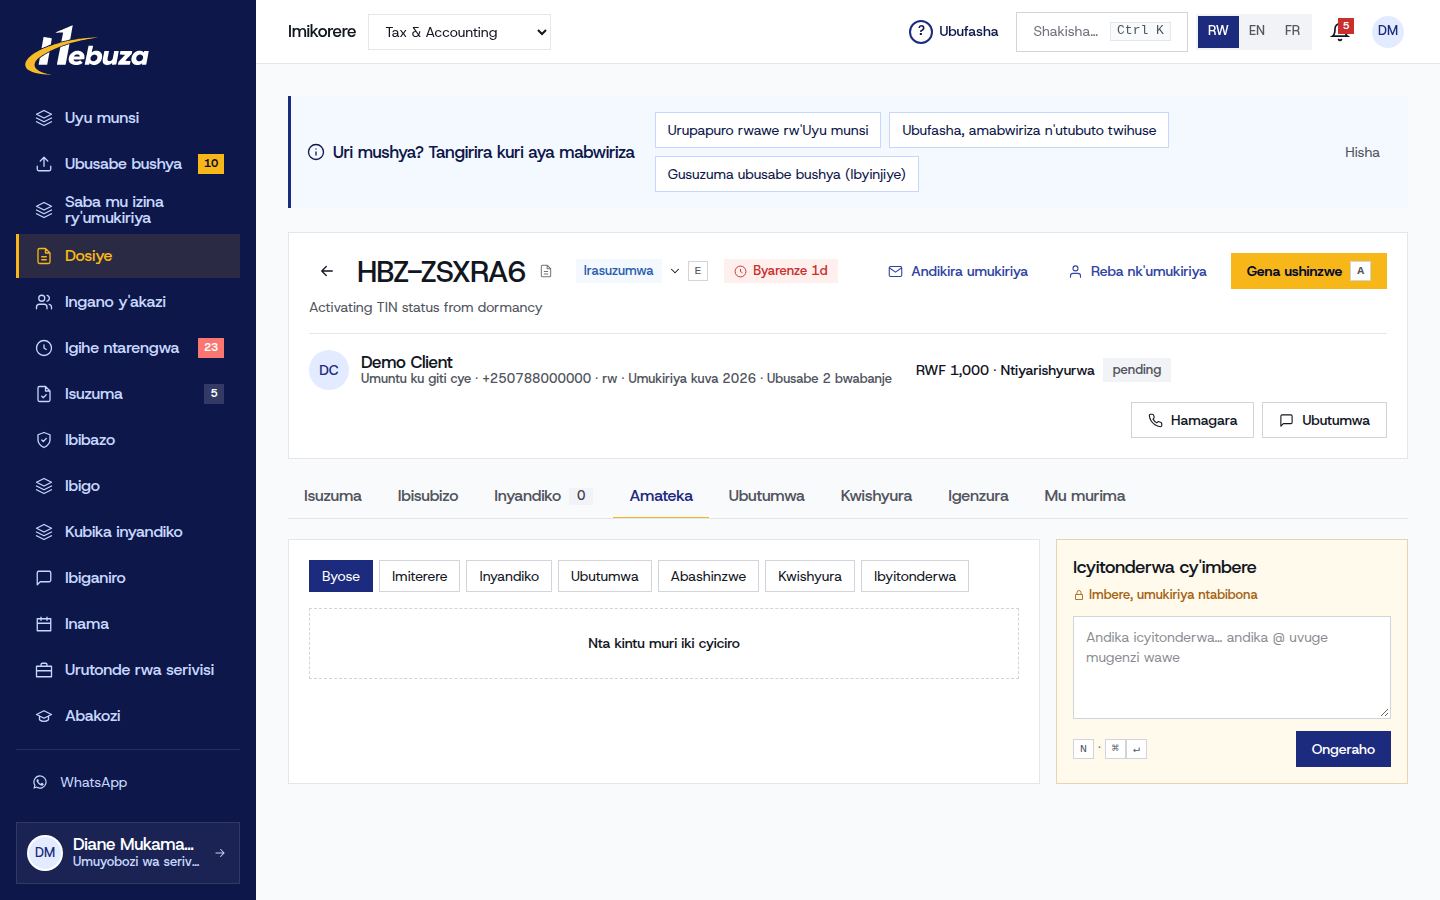 Hebuza
Uyu munsi
Ubusabe bushya 10
Saba mu izina
ry'umukiriya
Dosiye
Ingano y'akazi
Igihe ntarengwa 23
Isuzuma 5
Ibibazo
Ibigo
Kubika inyandiko
Ibiganiro
Inama
Urutonde rwa serivisi
Abakozi
WhatsApp
DM Diane Mukama...
Umuyobozi wa seriv...
Imikorere Tax & Accounting ? Ubufasha Shakisha... Ctrl K RW EN FR 5 DM
Uri mushya? Tangirira kuri aya mabwiriza
Urupapuro rwawe rw'Uyu munsi
Ubufasha, amabwiriza n'utubuto twihuse
Gusuzuma ubusabe bushya (Ibyinjiye)
Hisha
HBZ-ZSXRA6 Irasuzumwa E Byarenze 1d Andikira umukiriya Reba nk'umukiriya Gena ushinzwe A
Activating TIN status from dormancy
DC Demo Client
Umuntu ku giti cye · +250788000000 · rw · Umukiriya kuva 2026 · Ubusabe 2 bwabanje
RWF 1,000 · Ntiyarishyurwa pending
Hamagara Ubutumwa
Isuzuma Ibisubizo Inyandiko 0 Amateka Ubutumwa Kwishyura Igenzura Mu murima
Byose Imiterere Inyandiko Ubutumwa Abashinzwe Kwishyura Ibyitonderwa
Nta kintu muri iki cyiciro
Icyitonderwa cy'imbere
Imbere, umukiriya ntabibona
Andika icyitonderwa... andika @ uvuge
mugenzi wawe
N · ⌘ ↵ Ongeraho